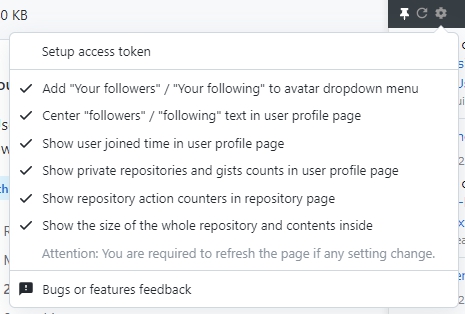 0 KB
Setup access token
Add "Your followers" / "Your following" to avatar dropdown menu
Center "followers" / "following" text in user profile page
Show user joined time in user profile page
Show private repositories and gists counts in user profile page
Show repository action counters in repository page
Show the size of the whole repository and contents inside
Attention: You are required to refresh the page if any setting change.
Bugs or features feedback